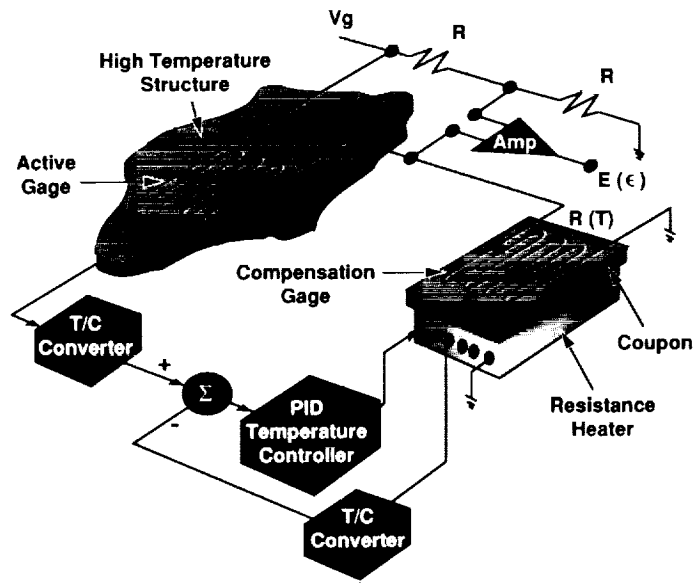 Vg
R
High Temperature
Structure
R
Amp
Active
Gage
E (ϵ)
R (T)
Compensation
Gage
T/C
Converter
Coupon
+
Σ
PID
Temperature
Controller
-
Resistance
Heater
T/C
Converter